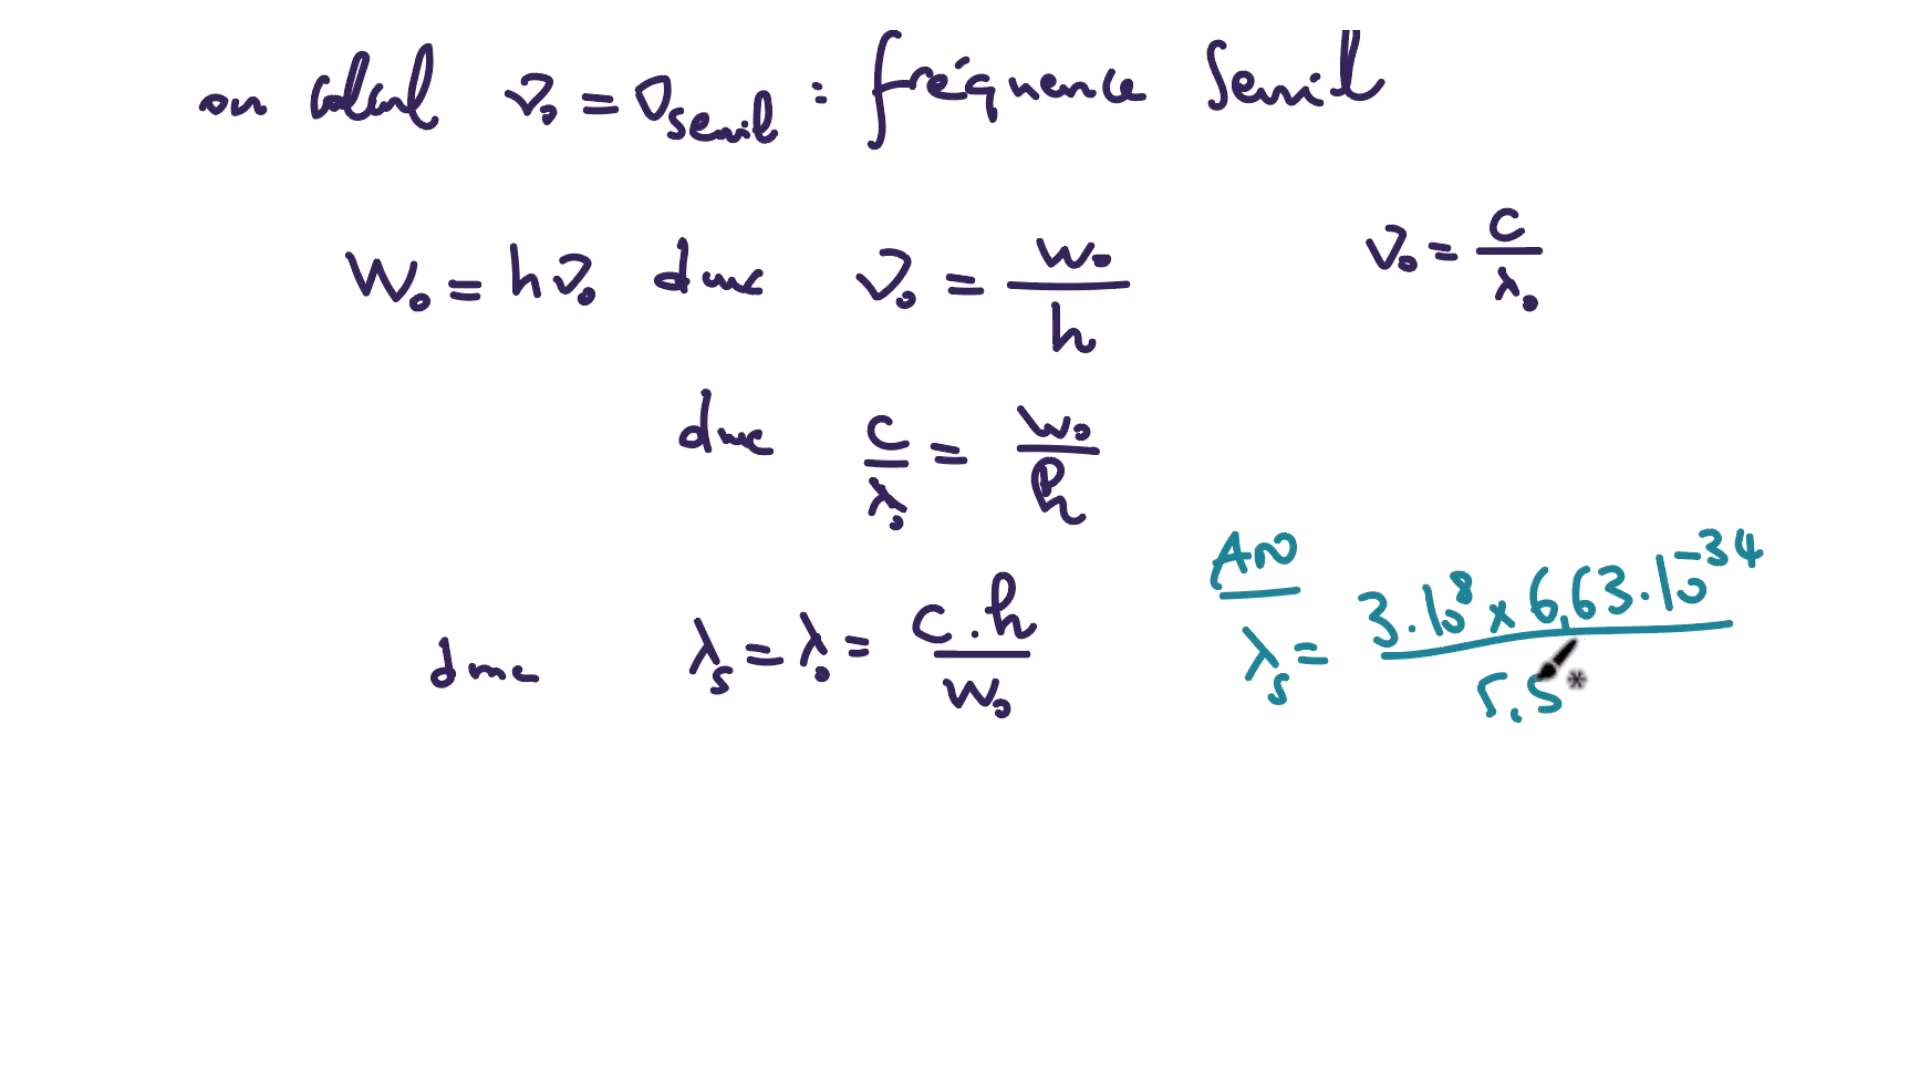 on calcul ν₀ = ν_seuil : fréquence Seuil
W₀ = hν₀ donc ν₀ = W₀/h ν₀ = c/λ₀
donc c/λ₀ = W₀/h
donc λ_s = λ₀ = c.h/W₀
AN
λ_s = 3.10⁸ × 6,63.10⁻³⁴/5,5